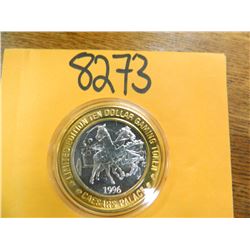 8273
LIMITED EDITION TEN DOLLAR GAMING TOKEN
1996
CAESARS PALACE